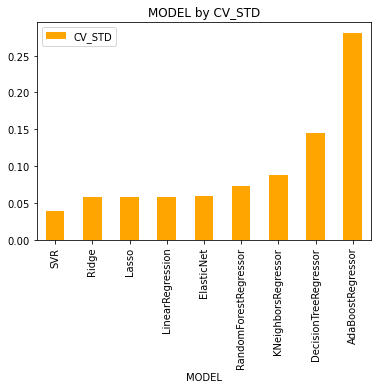 MODEL by CV_STD
CV_STD
0.25
0.20
0.15
0.10
0.05
0.00
SVR
Ridge
Lasso
LinearRegression
ElasticNet
RandomForestRegressor
KNeighborsRegressor
DecisionTreeRegressor
AdaBoostRegressor
MODEL